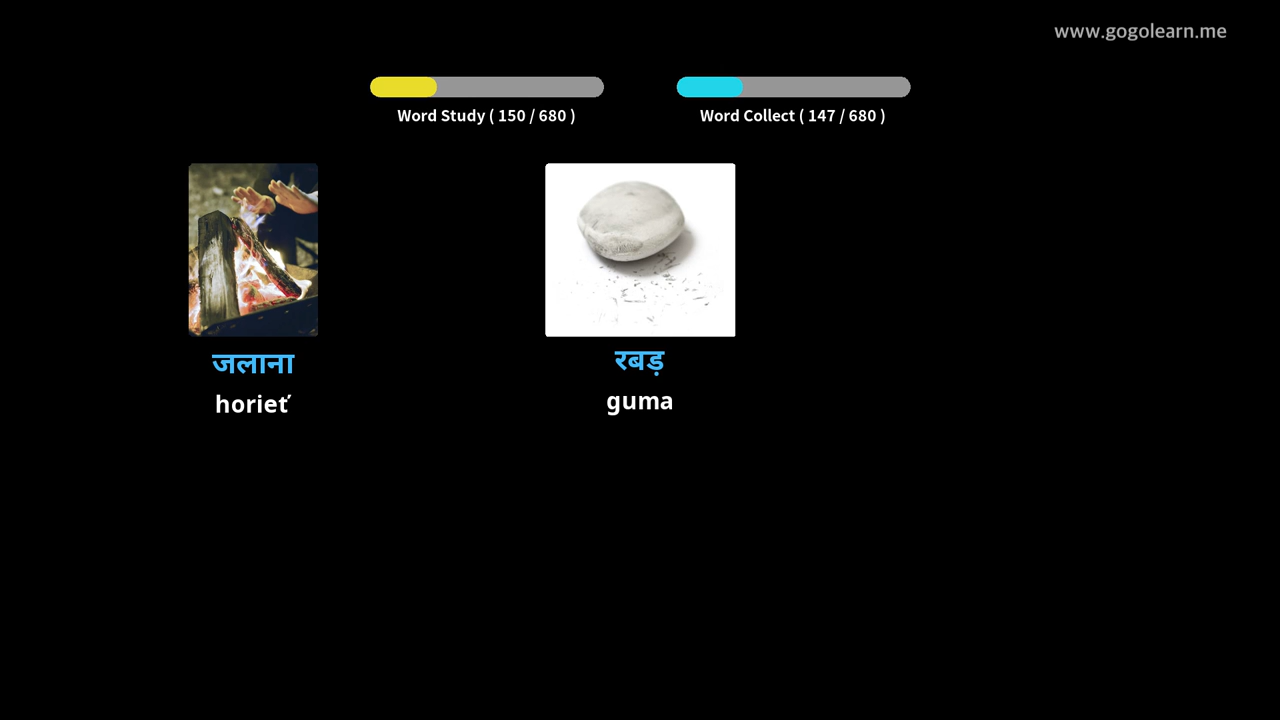 www.gogolearn.me
Word Study ( 150 / 680 )
Word Collect ( 147 / 680 )
जलाना
horieť
रबड़
guma